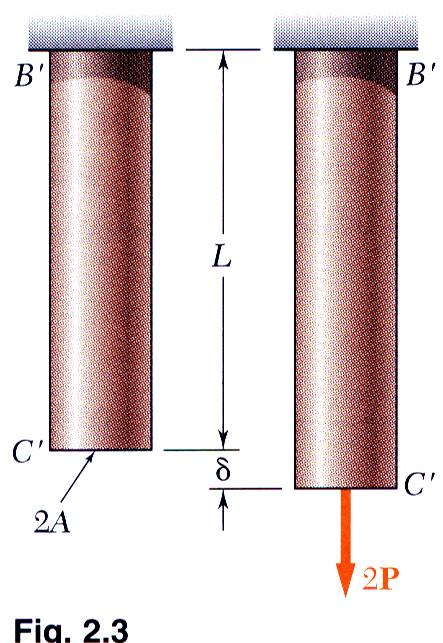 B′ B′
L
C′
δ
C′
2A
2P
Fig. 2.3